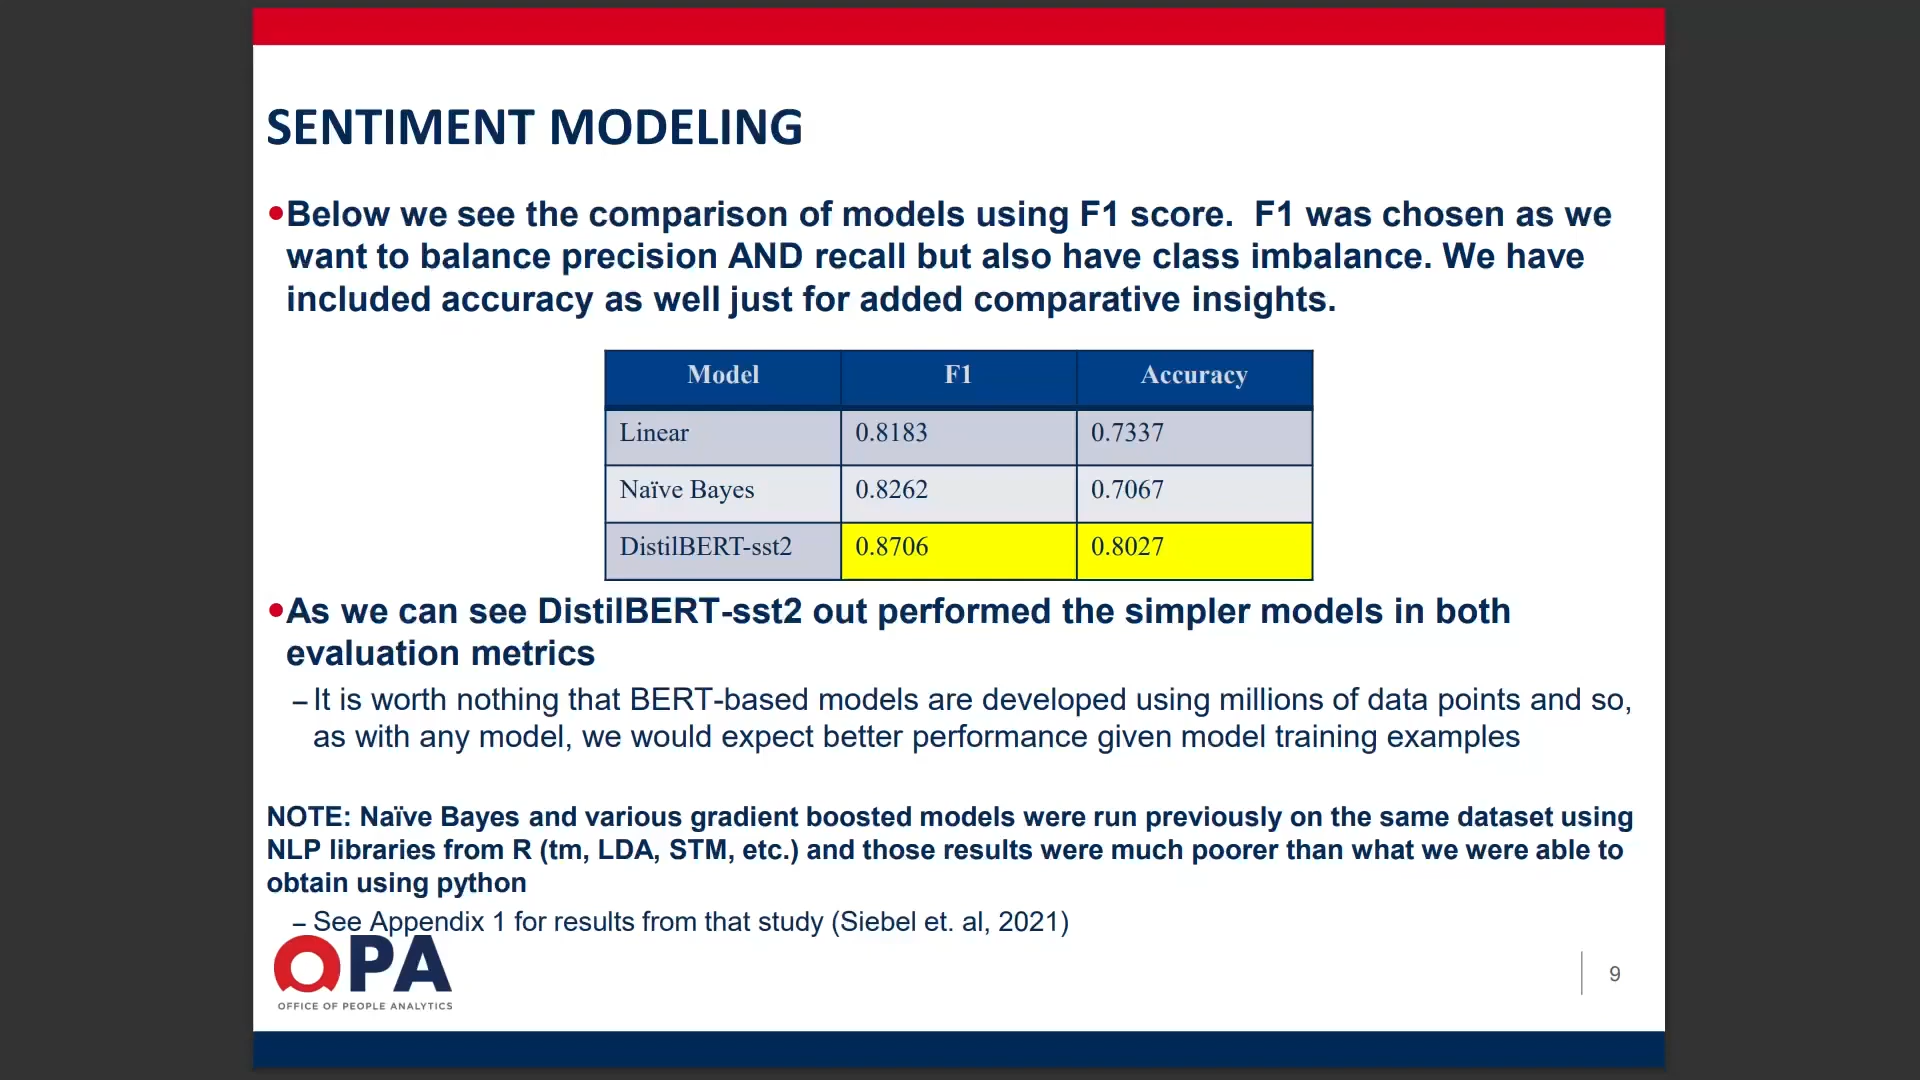 SENTIMENT MODELING
•Below we see the comparison of models using F1 score.  F1 was chosen as we
want to balance precision AND recall but also have class imbalance. We have
included accuracy as well just for added comparative insights.
Model F1 Accuracy
Linear 0.8183 0.7337
Naïve Bayes 0.8262 0.7067
DistilBERT-sst2 0.8706 0.8027
•As we can see DistilBERT-sst2 out performed the simpler models in both
evaluation metrics
– It is worth nothing that BERT-based models are developed using millions of data points and so,
as with any model, we would expect better performance given model training examples
NOTE: Naïve Bayes and various gradient boosted models were run previously on the same dataset using
NLP libraries from R (tm, LDA, STM, etc.) and those results were much poorer than what we were able to
obtain using python
– See Appendix 1 for results from that study (Siebel et. al, 2021)
OPA
OFFICE OF PEOPLE ANALYTICS
9